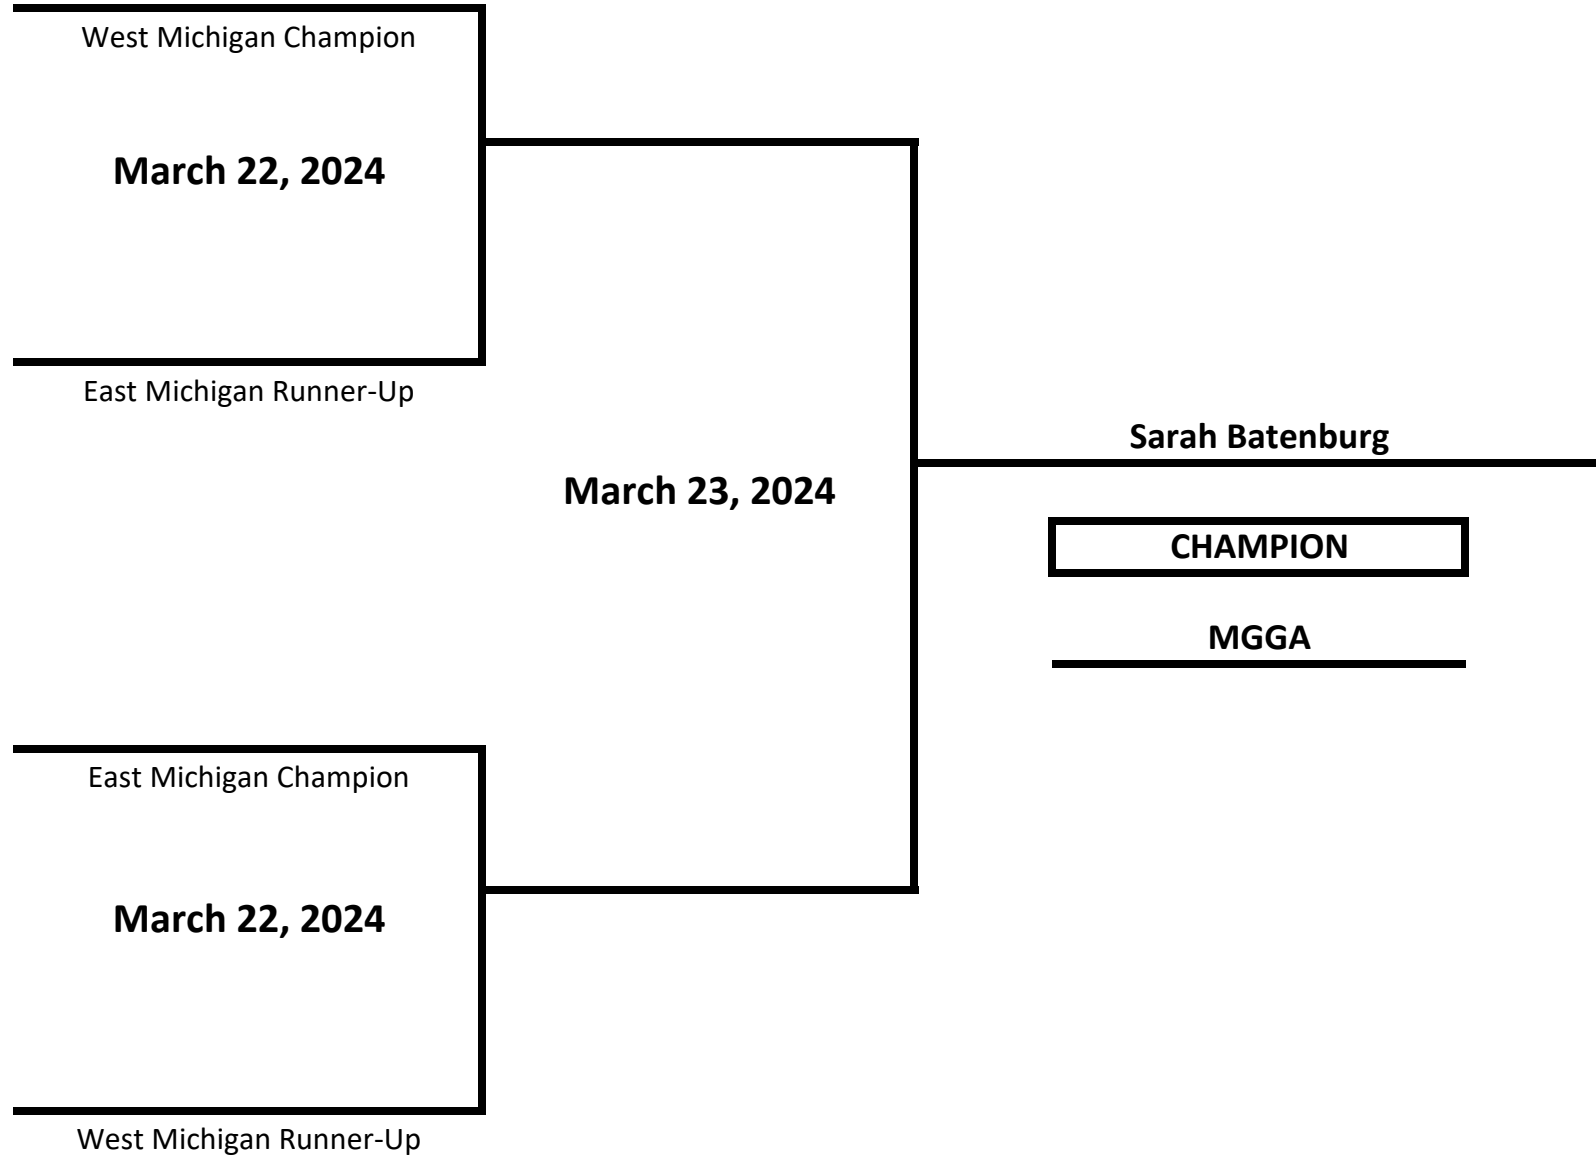 West Michigan Champion
March 22, 2024
East Michigan Runner-Up
Sarah Batenburg
March 23, 2024
CHAMPION
MGGA
East Michigan Champion
March 22, 2024
West Michigan Runner-Up